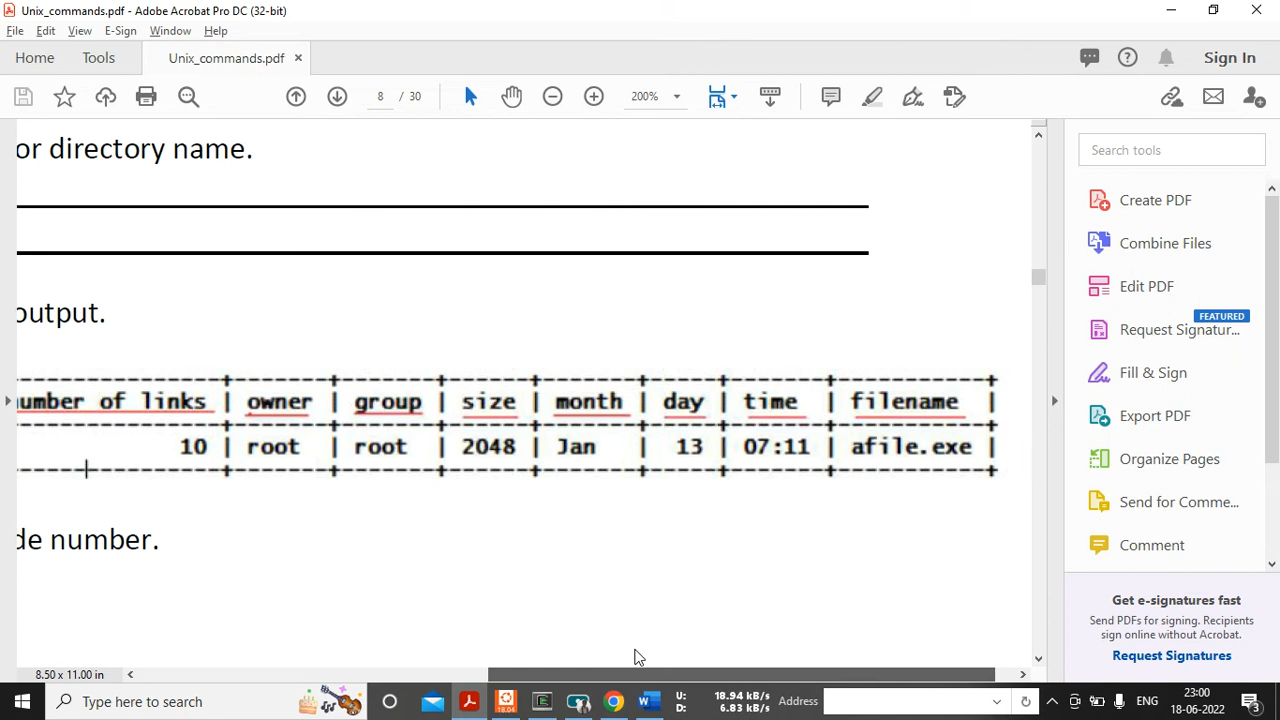 Unix_commands.pdf - Adobe Acrobat Pro DC (32-bit)
File Edit View E-Sign Window Help
Home Tools Unix_commands.pdf × Sign In
8 / 30 200%
or directory name.
output.
umber of links | owner | group | size | month | day | time | filename |
10 | root | root | 2048 | Jan | 13 | 07:11 | afile.exe |
de number.
8.50 x 11.00 in
Search tools
Create PDF
Combine Files
Edit PDF
FEATURED
Request Signatur...
Fill & Sign
Export PDF
Organize Pages
Send for Comme...
Comment
Get e-signatures fast
Send PDFs for signing. Recipients
sign online without Acrobat.
Request Signatures
Type here to search
18.04
U: 18.94 kB/s
D: 6.83 kB/s
Address
ENG
23:00
18-06-2022
3